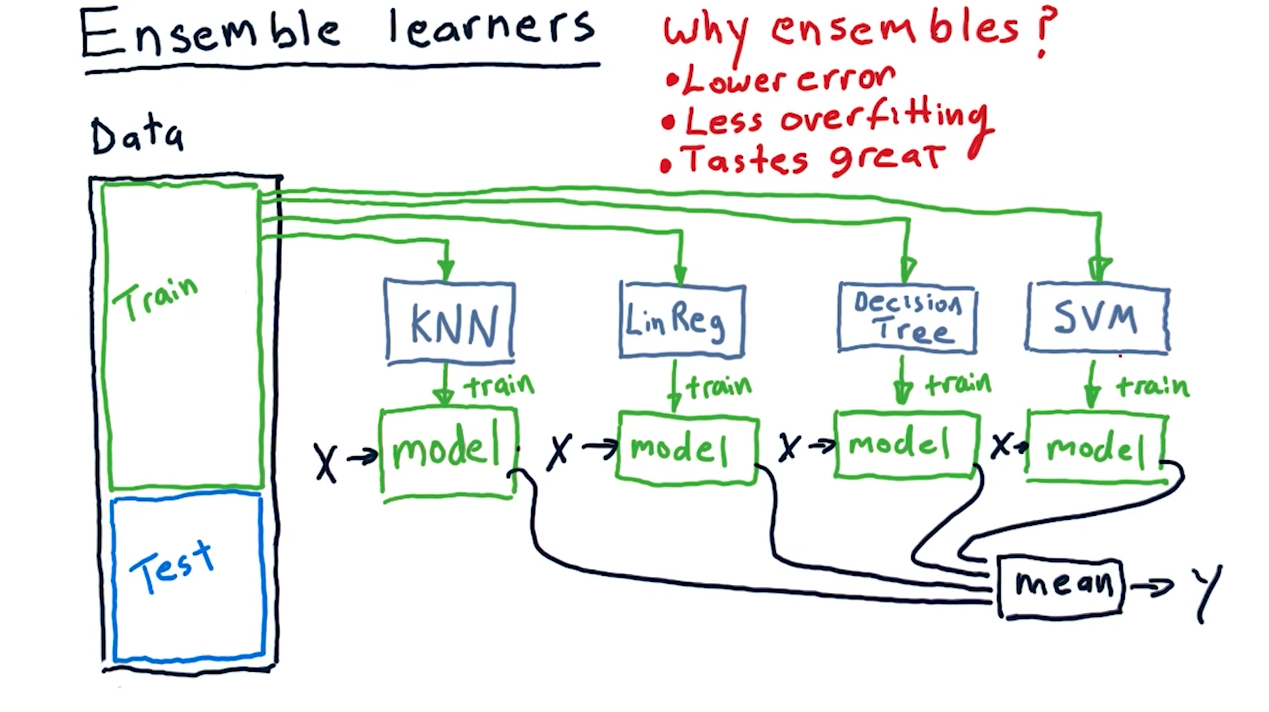 Ensemble learners
Why ensembles?
• Lower error
• Less overfitting
• Tastes great
Data
Train
Test
KNN
LinReg
Decision
Tree
SVM
train
train
train
train
X
model
X
model
X
model
X
model
mean
Y